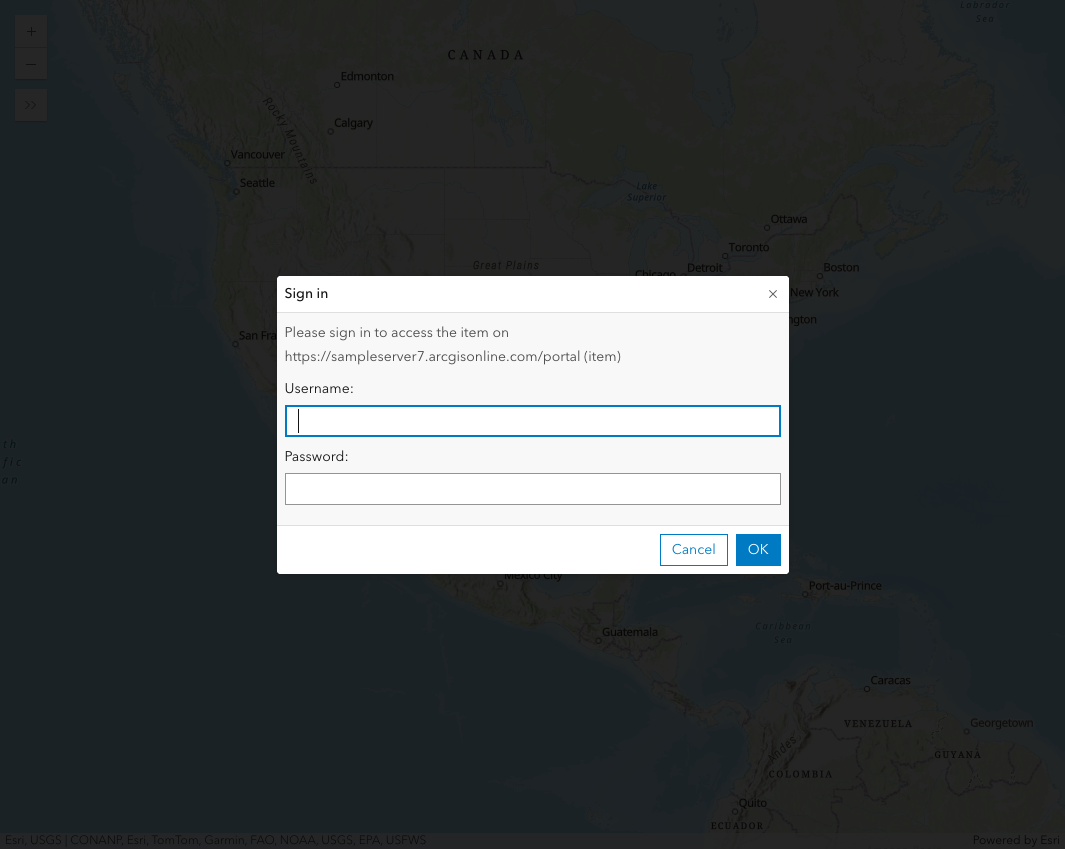 Labrador
Sea
+
CANADA
−
Edmonton
Rocky Mountains
Calgary
Vancouver
Seattle
Lake
Superior
Ottawa
Toronto
Great Plains
Chicago
Detroit
Boston
Sign in
New York
ngton
Please sign in to access the item on
San Fra
https://sampleserver7.arcgisonline.com/portal (item)
Username:
th
fic
Password:
an
Cancel
OK
Mexico City
Port-au-Prince
Caribbean
Sea
Guatemala
Caracas
VENEZUELA
Georgetown
Andes
GUYANA
COLOMBIA
Quito
ECUADOR
Esri, USGS | CONANP, Esri, TomTom, Garmin, FAO, NOAA, USGS, EPA, USFWS
Powered by Esri